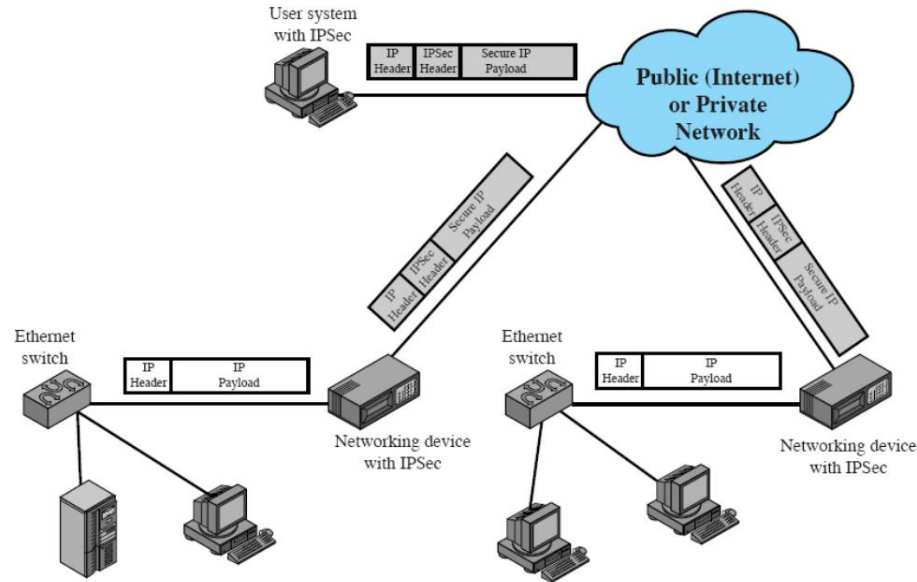 User system
with IPSec
IP
Header
IPSec
Header
Secure IP
Payload
Public (Internet)
or Private
Network
IP
Header
IPSec
Header
Secure IP
Payload
IP
Header
IPSec
Header
Secure IP
Payload
Ethernet
switch
IP
Header
IP
Payload
Networking device
with IPSec
Ethernet
switch
IP
Header
IP
Payload
Networking device
with IPSec